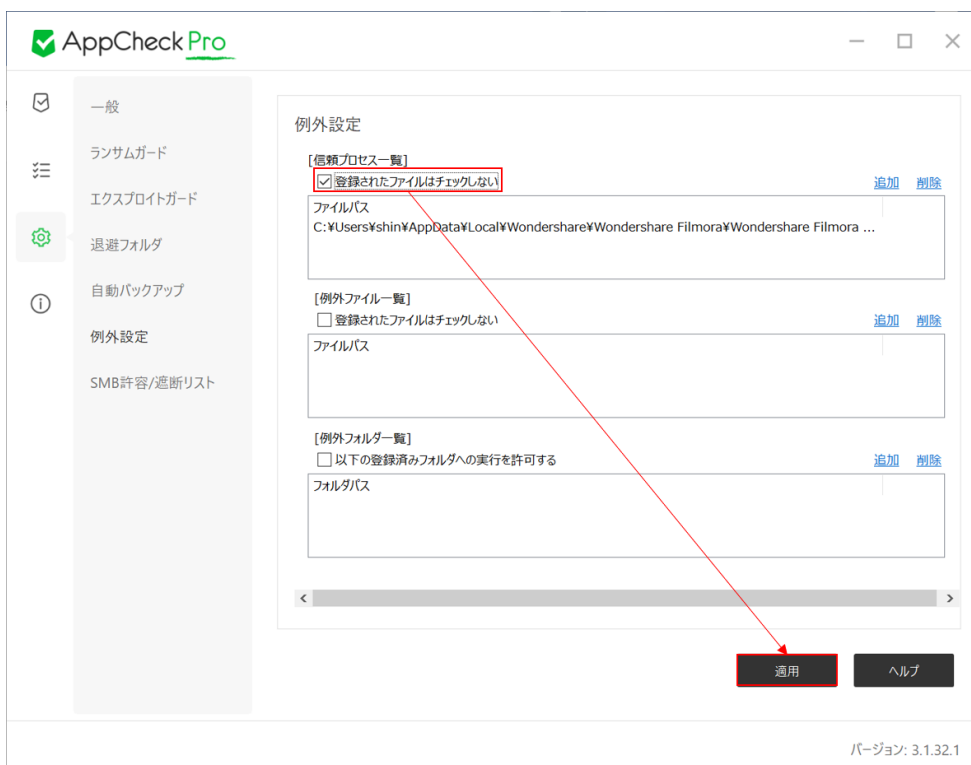 AppCheck Pro
一般
ランサムガード
エクスプロイトガード
退避フォルダ
自動バックアップ
例外設定
SMB許容/遮断リスト
例外設定
[信頼プロセス一覧]
登録されたファイルはチェックしない
追加 削除
ファイルパス
C:¥Users¥shin¥AppData¥Local¥Wondershare¥Wondershare Filmora¥Wondershare Filmora ...
[例外ファイル一覧]
登録されたファイルはチェックしない
追加 削除
ファイルパス
[例外フォルダ一覧]
以下の登録済みフォルダへの実行を許可する
追加 削除
フォルダパス
適用 ヘルプ
バージョン: 3.1.32.1